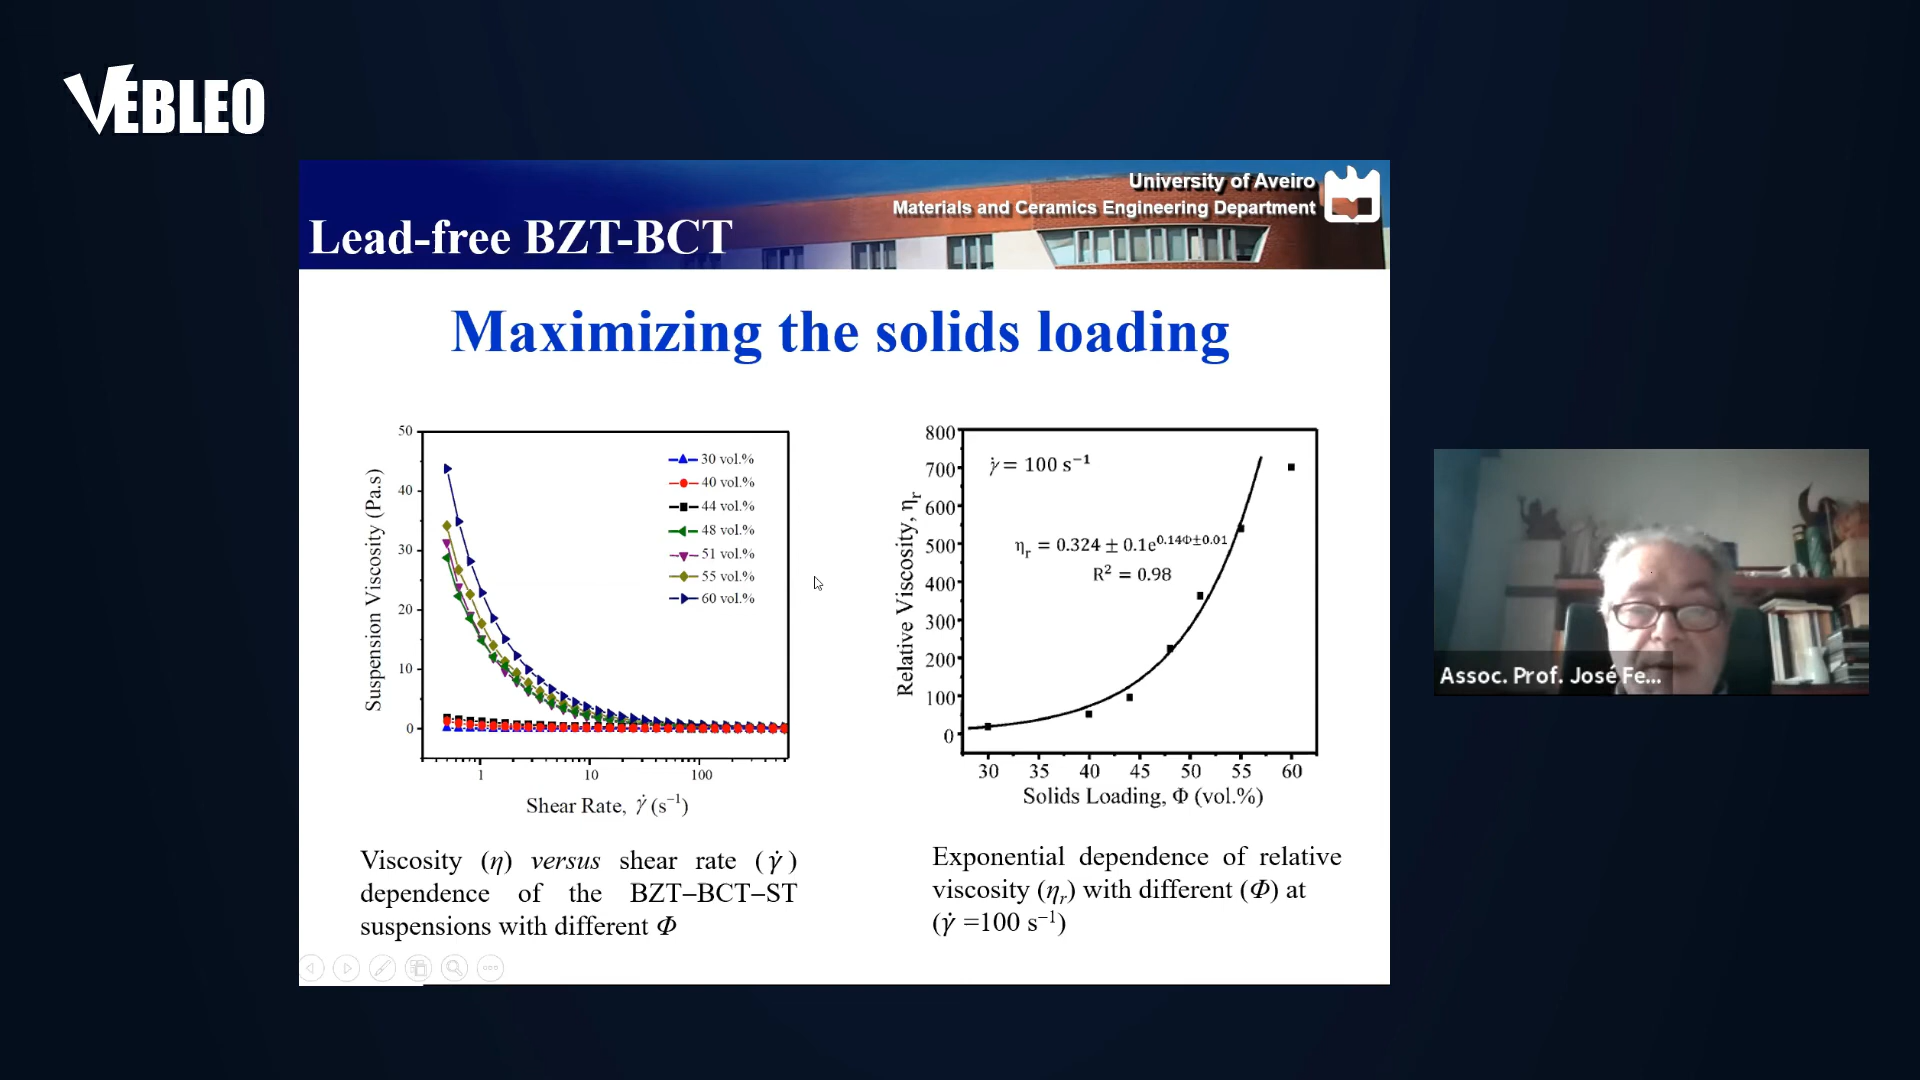 VEBLEO
University of Aveiro
Materials and Ceramics Engineering Department
Lead-free BZT-BCT
Maximizing the solids loading
50
40
30
20
10
0
Suspension Viscosity (Pa.s)
30 vol.%
40 vol.%
44 vol.%
48 vol.%
51 vol.%
55 vol.%
60 vol.%
1 10 100
Shear Rate, γ̇ (s⁻¹)
800
700
600
500
400
300
200
100
0
Relative Viscosity, ηᵣ
γ̇ = 100 s⁻¹
ηᵣ = 0.324 ± 0.1e^0.14Φ±0.01
R² = 0.98
30 35 40 45 50 55 60
Solids Loading, Φ (vol.%)
Viscosity (η) versus shear rate (γ̇)
dependence of the BZT–BCT–ST
suspensions with different Φ
Exponential dependence of relative
viscosity (ηᵣ) with different (Φ) at
(γ̇ =100 s⁻¹)
Assoc. Prof. José Fe...